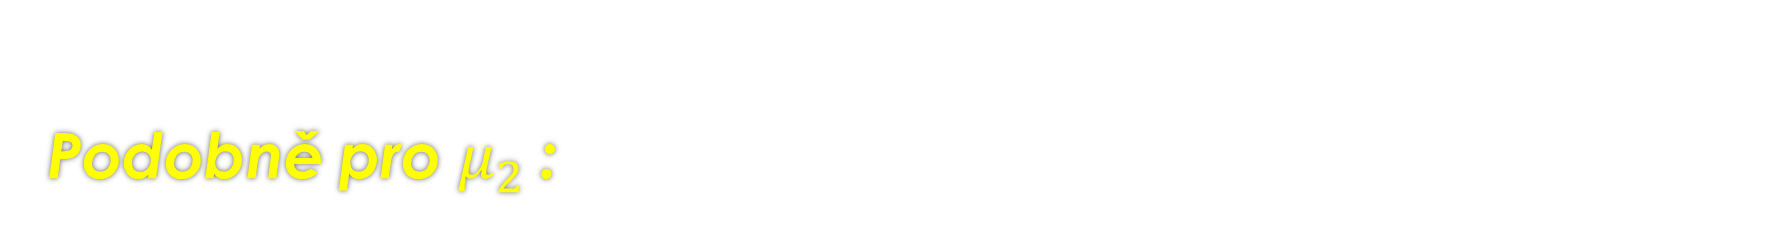 Podobně pro μ₂ :